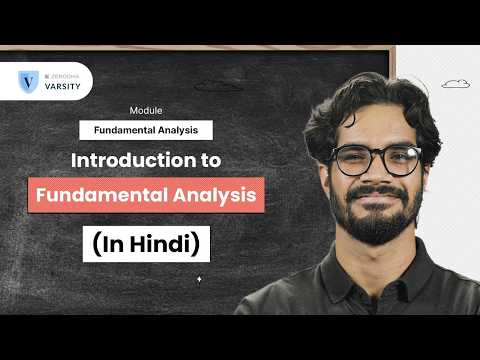 ZERODHA
VARSITY
Module
Fundamental Analysis
Introduction to
Fundamental Analysis
(In Hindi)